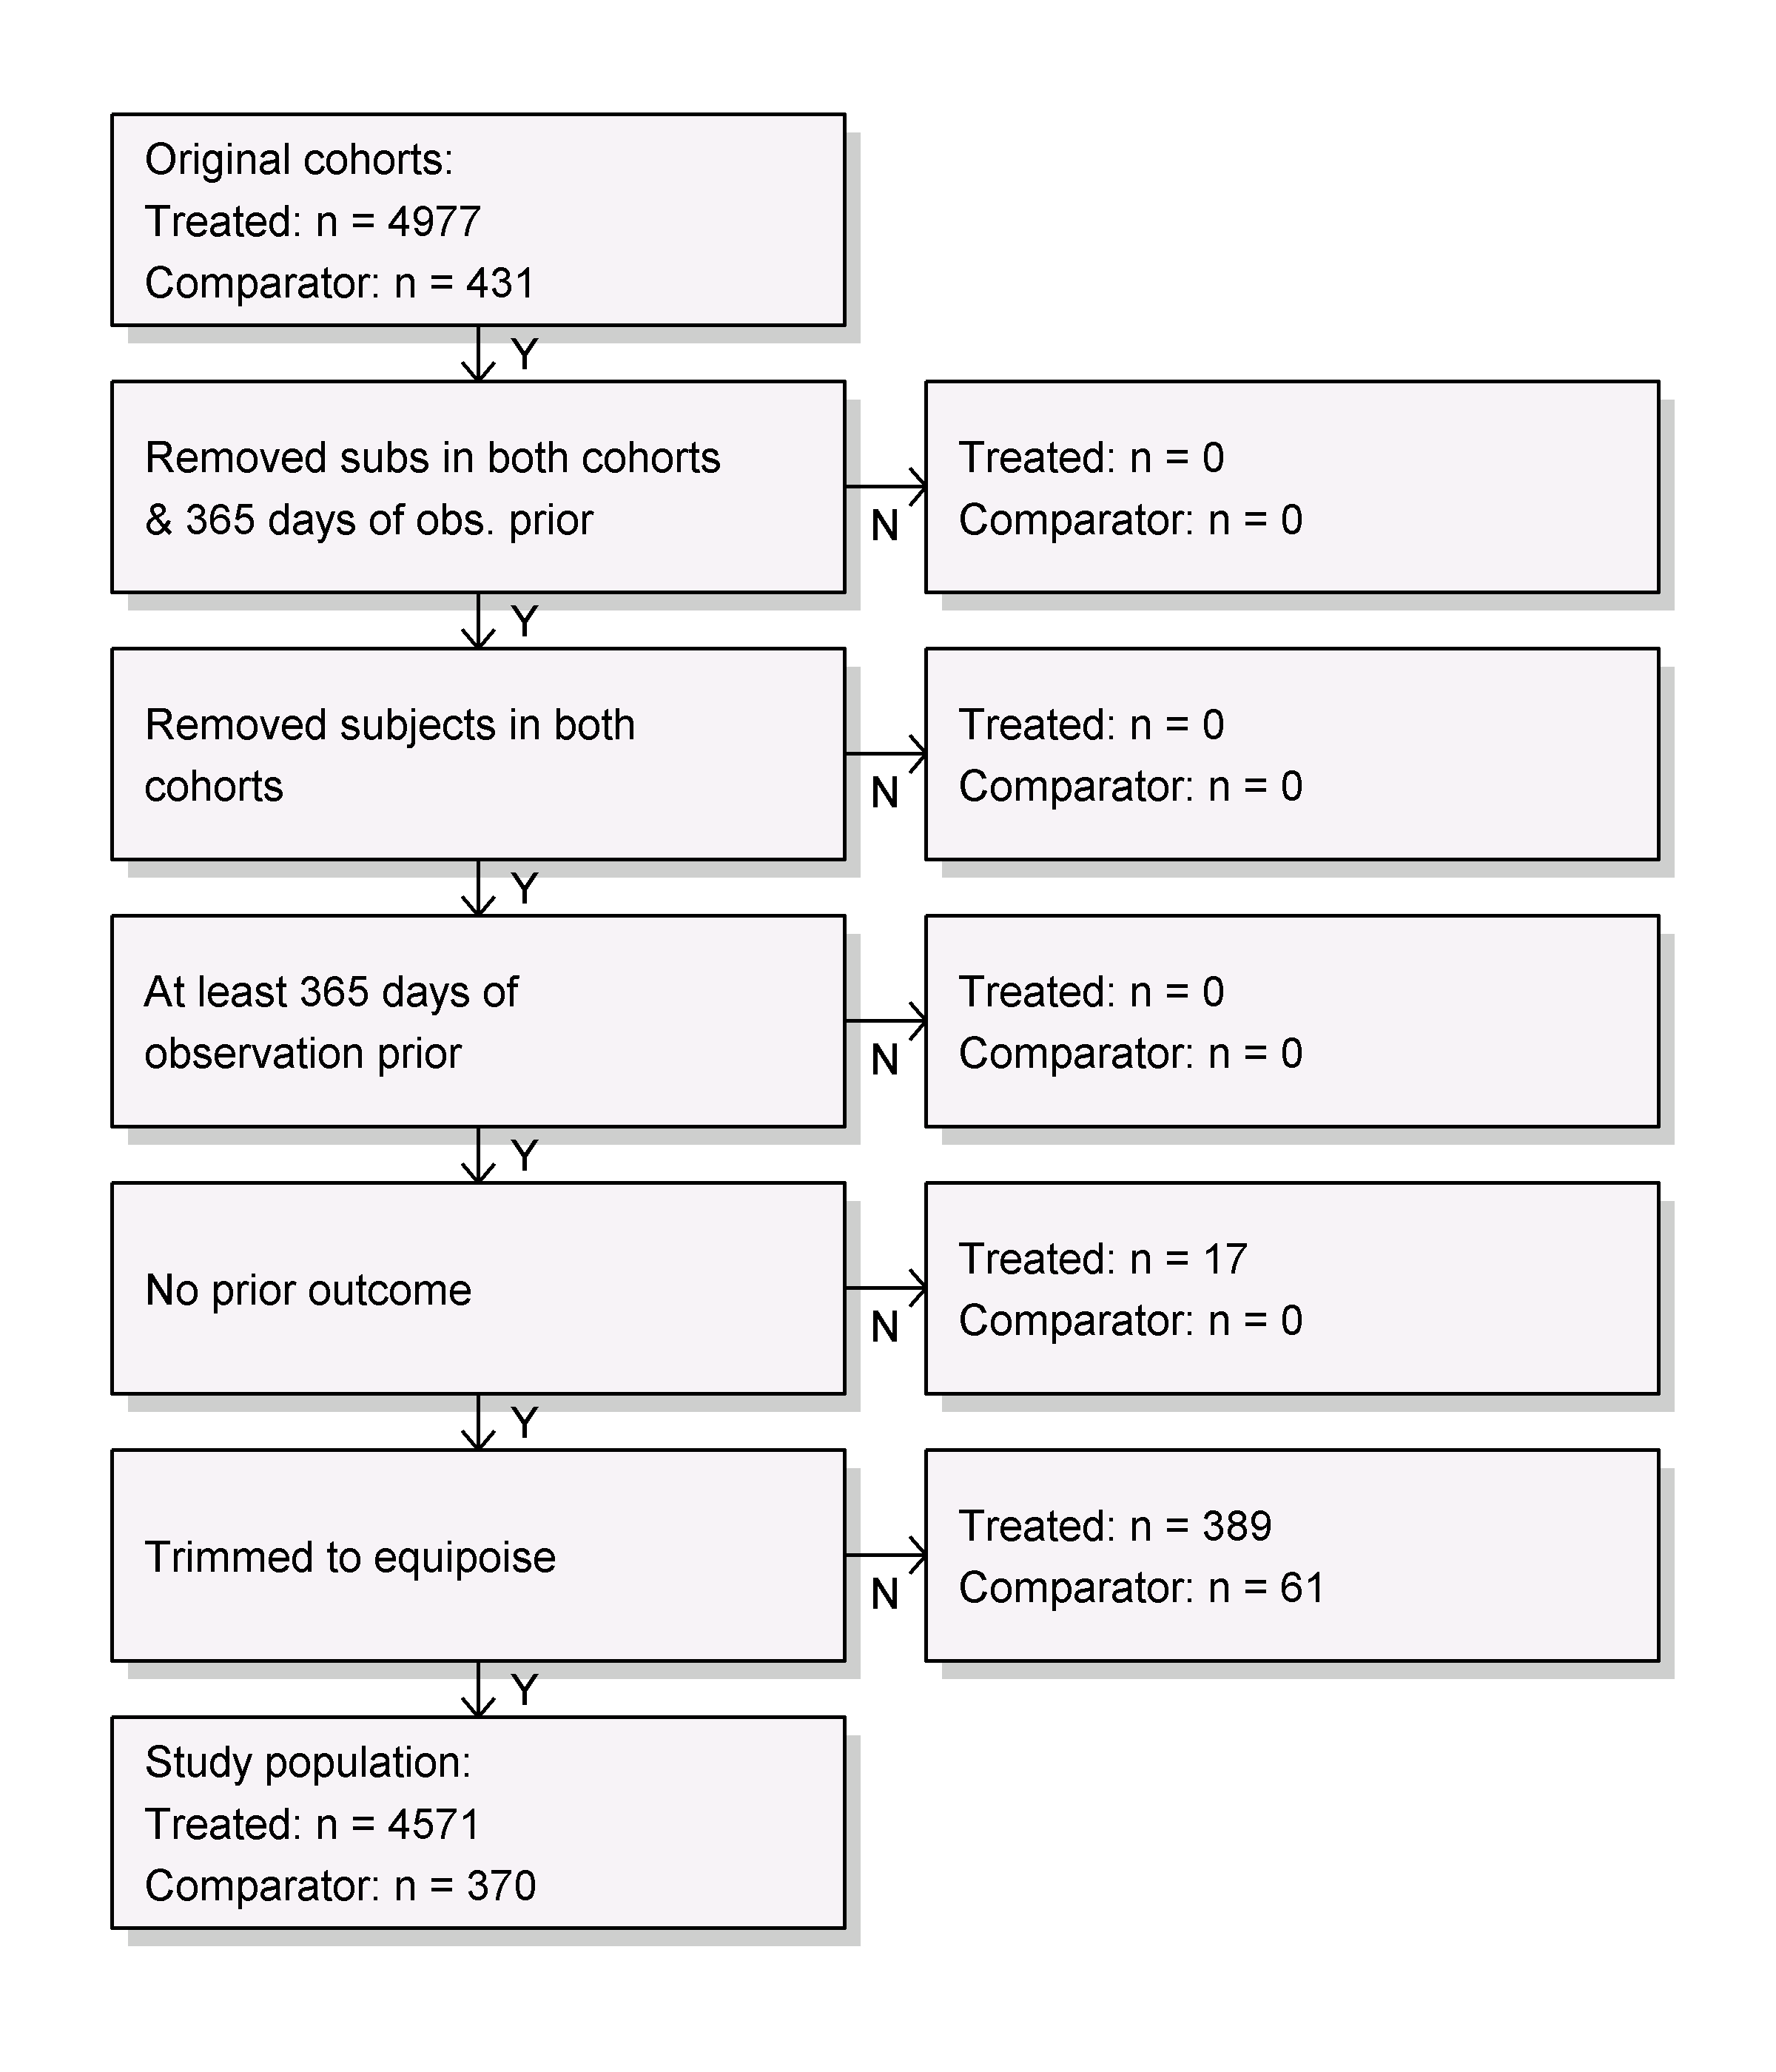 Original cohorts:
Treated: n = 4977
Comparator: n = 431
Y
Removed subs in both cohorts
& 365 days of obs. prior
N
Treated: n = 0
Comparator: n = 0
Y
Removed subjects in both
cohorts
N
Treated: n = 0
Comparator: n = 0
Y
At least 365 days of
observation prior
N
Treated: n = 0
Comparator: n = 0
Y
No prior outcome
N
Treated: n = 17
Comparator: n = 0
Y
Trimmed to equipoise
N
Treated: n = 389
Comparator: n = 61
Y
Study population:
Treated: n = 4571
Comparator: n = 370